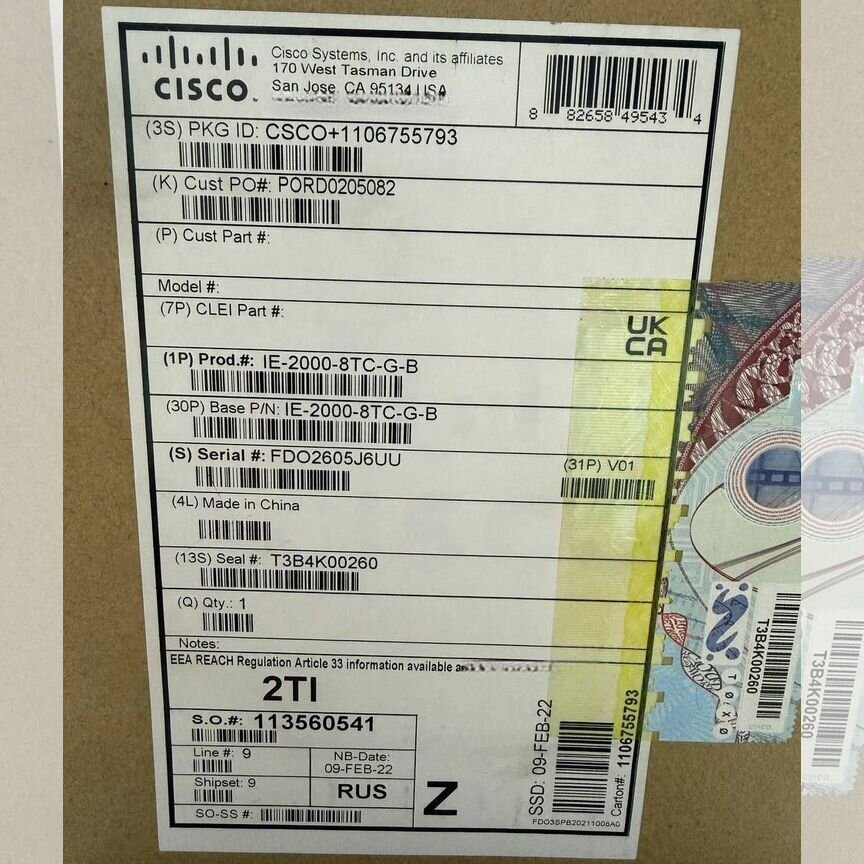 CISCO
Cisco Systems, Inc. and its affiliates
170 West Tasman Drive
San Jose, CA 95134 USA
8 82658 49543 4
(3S) PKG ID: CSCO+1106755793
(K) Cust PO#: PORD0205082
(P) Cust Part #:
Model #:
(7P) CLEI Part #:
UK
CA
(1P) Prod.#: IE-2000-8TC-G-B
(30P) Base P/N: IE-2000-8TC-G-B
(S) Serial #: FDO2605J6UU
(31P) V01
(4L) Made in China
(13S) Seal #: T3B4K00260
(Q) Qty.: 1
Notes:
EEA REACH Regulation Article 33 information available
2TI
S.O.#: 113560541
Line #: 9
NB-Date:
09-FEB-22
Shipset: 9
RUS
SO-SS #:
Z
SSD: 09-FEB-22
Carton#: 1106755793
FDO3SPB20211008A0
T3B4K00260
CISCO
T3B4K00260
CISCO